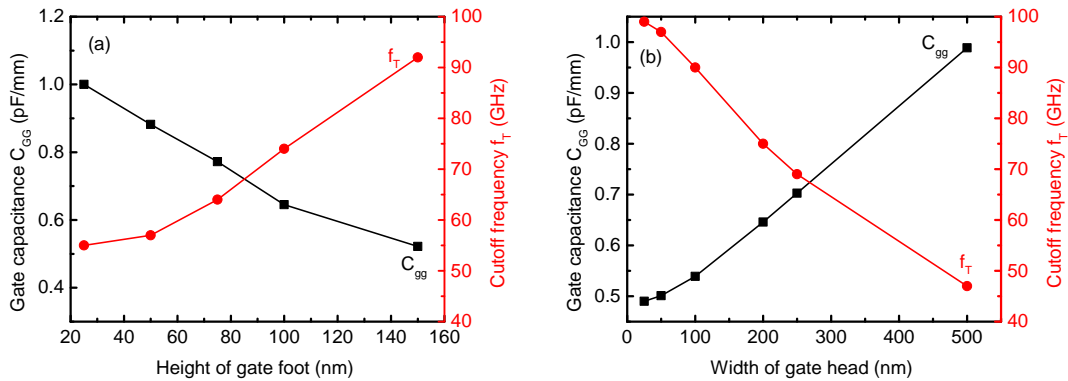 (a)
f_T
C_gg
1.2
1.0
0.8
0.6
0.4
100
90
80
70
60
50
40
20 40 60 80 100 120 140 160
Gate capacitance C_GG (pF/mm)
Cutoff frequency f_T (GHz)
Height of gate foot (nm)
(b)
C_gg
f_T
1.0
0.9
0.8
0.7
0.6
0.5
100
90
80
70
60
50
40
0 100 200 300 400 500
Gate capacitance C_GG (pF/mm)
Cutoff frequency f_T (GHz)
Width of gate head (nm)